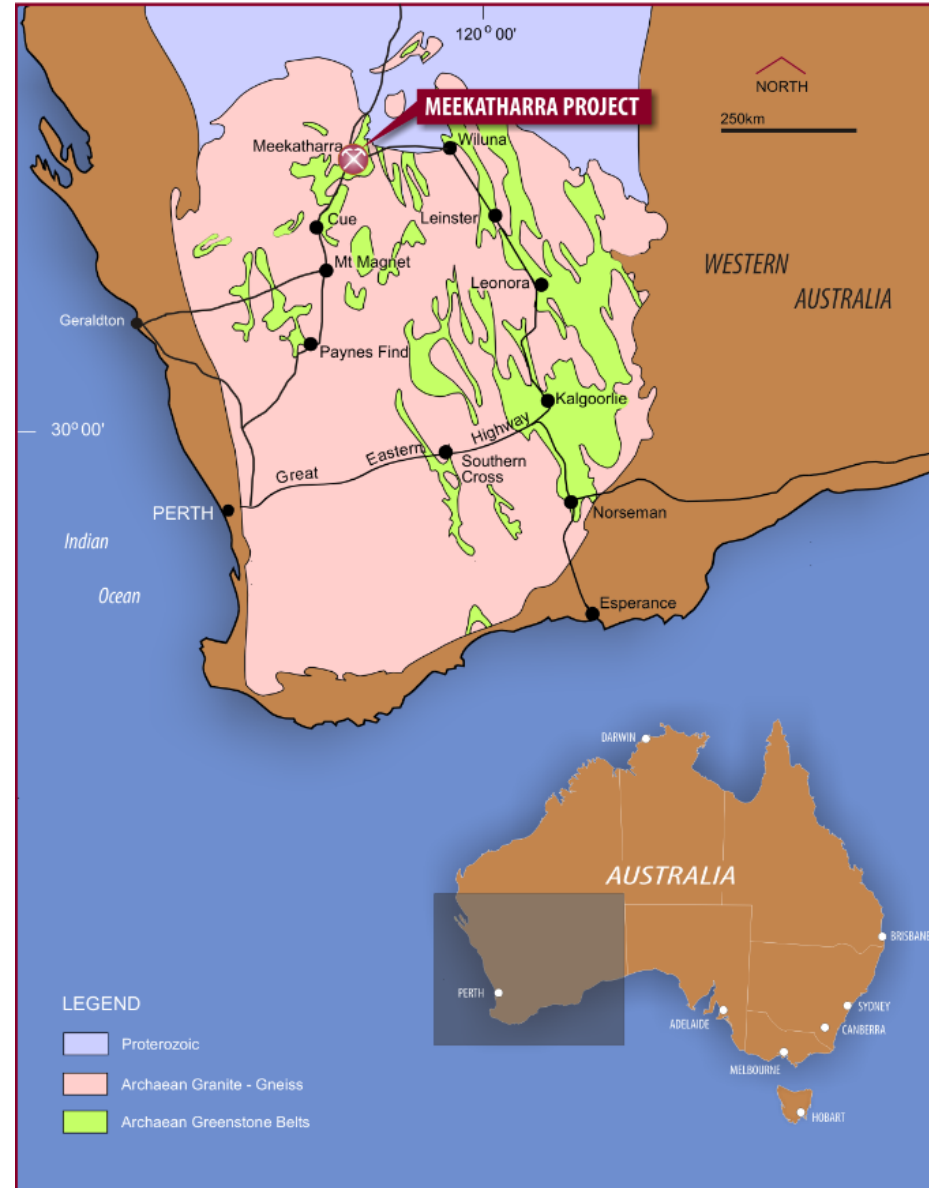 120° 00'
NORTH
250km
MEEKATHARRA PROJECT
Meekatharra
Wiluna
Cue
Leinster
Mt Magnet
WESTERN
AUSTRALIA
Leonora
Geraldton
Paynes Find
Kalgoorlie
30° 00'
Great Eastern Highway
Southern
Cross
PERTH
Norseman
Indian
Ocean
Esperance
DARWIN
AUSTRALIA
BRISBANE
PERTH
SYDNEY
ADELAIDE
CANBERRA
MELBOURNE
HOBART
LEGEND
Proterozoic
Archaean Granite - Gneiss
Archaean Greenstone Belts